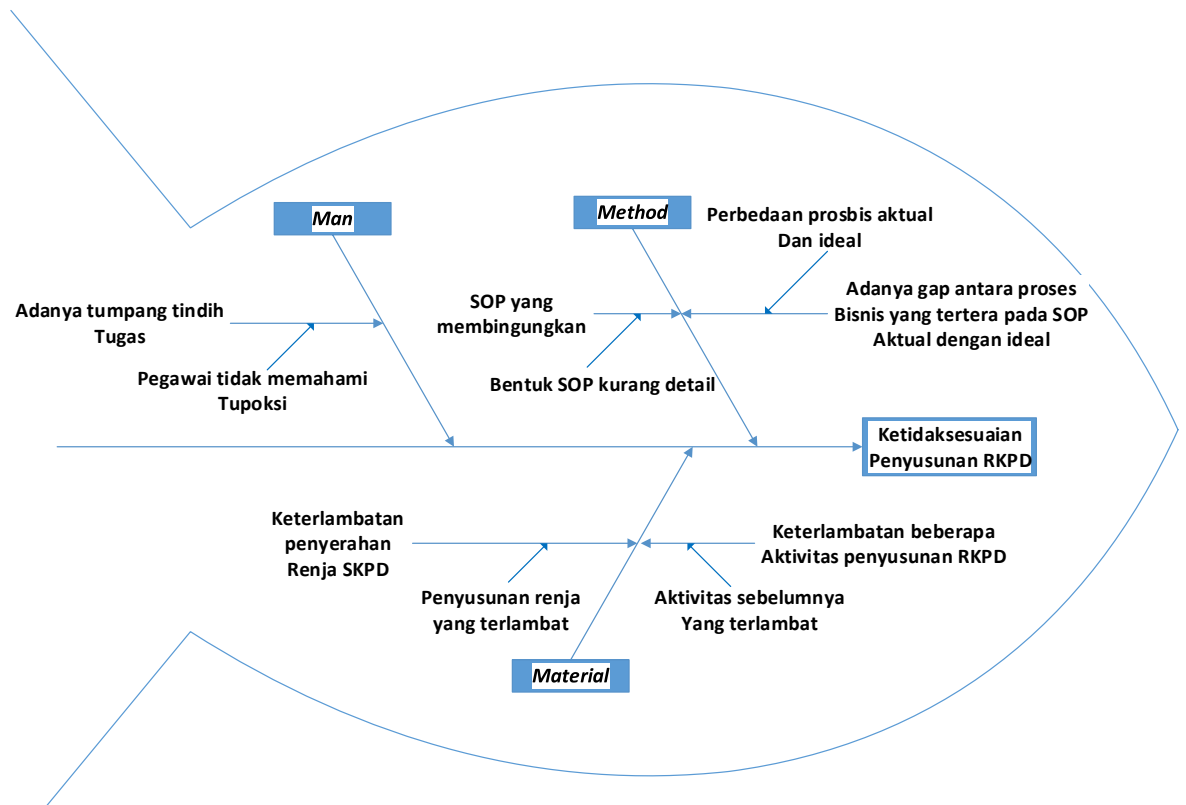 Man
Method
Perbedaan prosbis aktual
Dan ideal
Adanya tumpang tindih
Tugas
SOP yang
membingungkan
Adanya gap antara proses
Bisnis yang tertera pada SOP
Aktual dengan ideal
Pegawai tidak memahami
Tupoksi
Bentuk SOP kurang detail
Ketidaksesuaian
Penyusunan RKPD
Keterlambatan
penyerahan
Renja SKPD
Keterlambatan beberapa
Aktivitas penyusunan RKPD
Penyusunan renja
yang terlambat
Aktivitas sebelumnya
Yang terlambat
Material